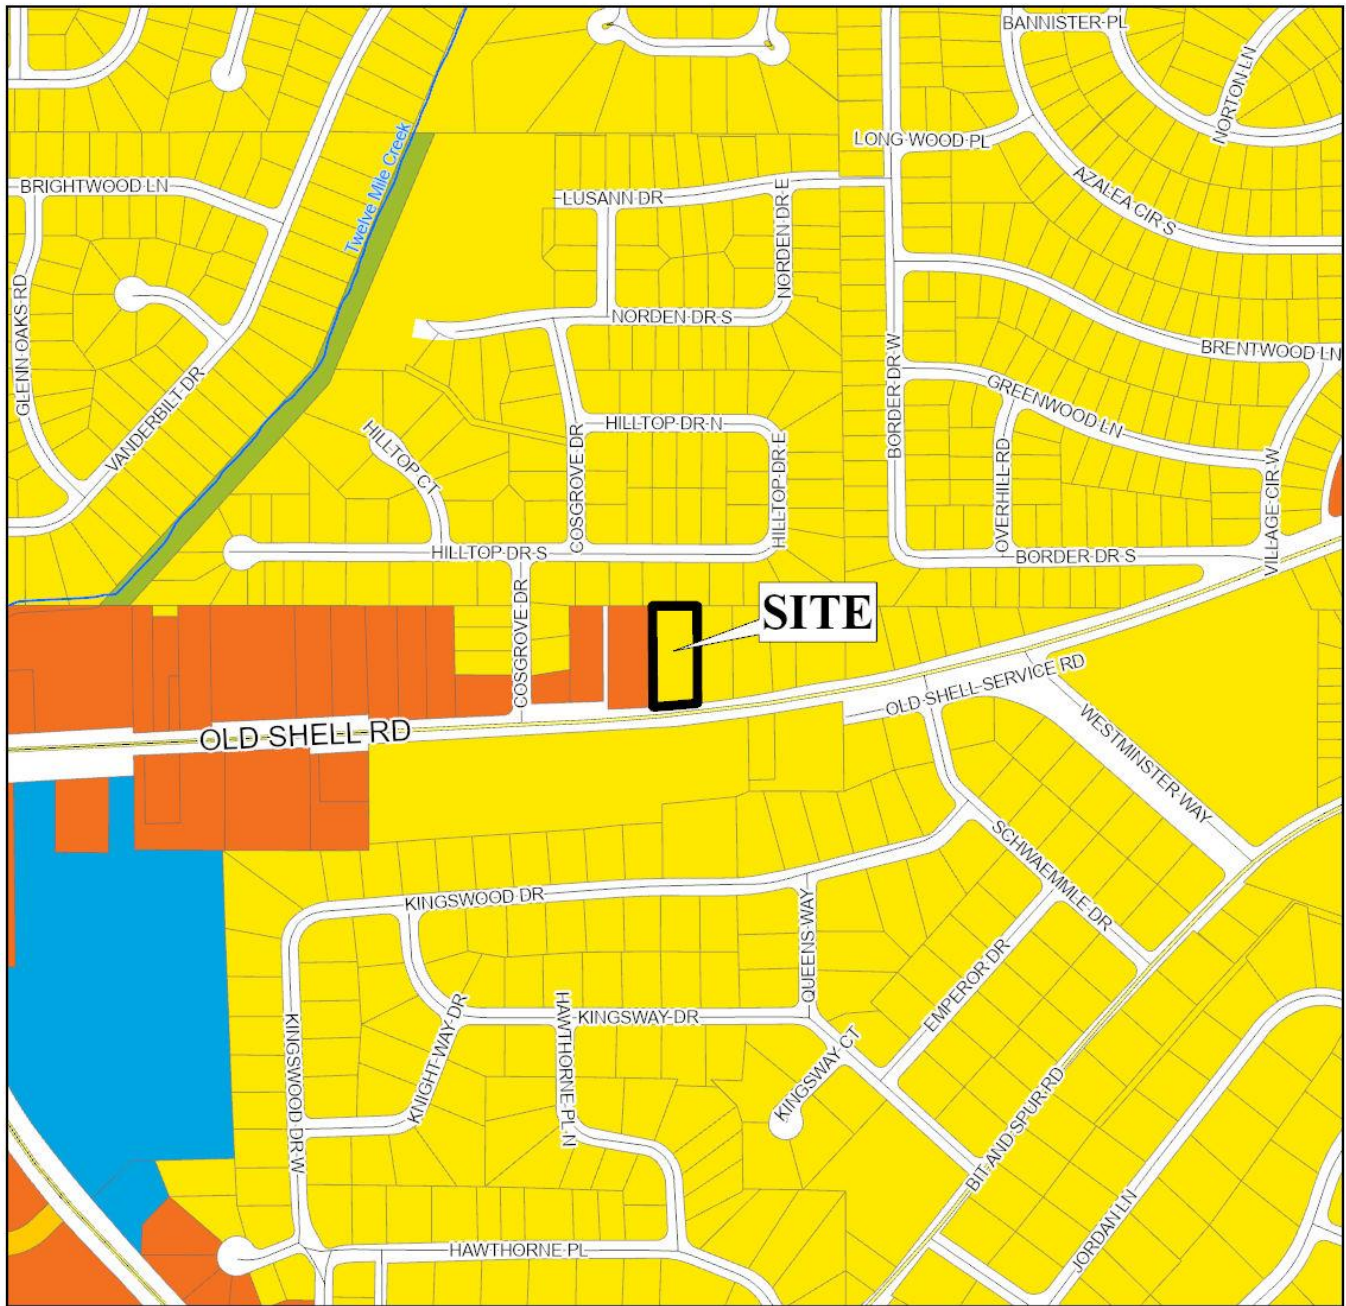 BANNISTER PL
NORTON LN
LONG WOOD PL
Twelve Mile Creek
BRIGHTWOOD LN
LUSANN DR
NORDEN DR E
AZALEA CIR S
GLENN OAKS RD
NORDEN DR S
BORDER DR W
BRENTWOOD LN
VANDERBILT DR
GREENWOOD LN
HILLTOP CT
COSGROVE DR
HILLTOP DR N
HILLTOP DR E
OVERHILL RD
VILLAGE CIR W
HILLTOP DR S
BORDER DR S
COSGROVE DR
SITE
OLD SHELL SERVICE RD
OLD SHELL RD
WESTMINSTER WAY
SCHWAEMMLE DR
KINGSWOOD DR
QUEENS WAY
EMPEROR DR
KINGSWOOD DR W
KNIGHT WAY DR
HAWTHORNE PL N
KINGSWAY DR
KINGSWAY CT
BIT AND SPUR RD
JORDAN LN
HAWTHORNE PL